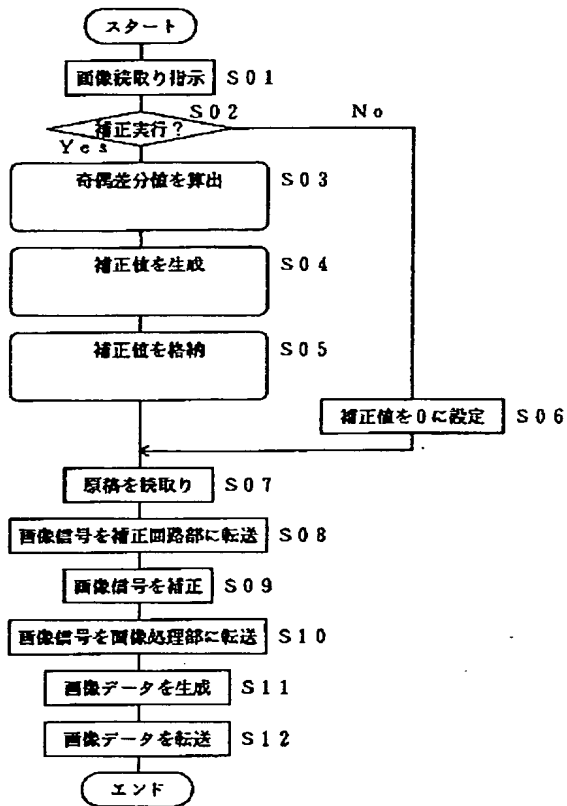 スタート
画像読取り指示 S01
S02
補正実行？ No
Yes
奇偶差分値を算出 S03
補正値を生成 S04
補正値を格納 S05
補正値を0に設定 S06
原稿を読取り S07
画像信号を補正回路部に転送 S08
画像信号を補正 S09
画像信号を画像処理部に転送 S10
画像データを生成 S11
画像データを転送 S12
エンド